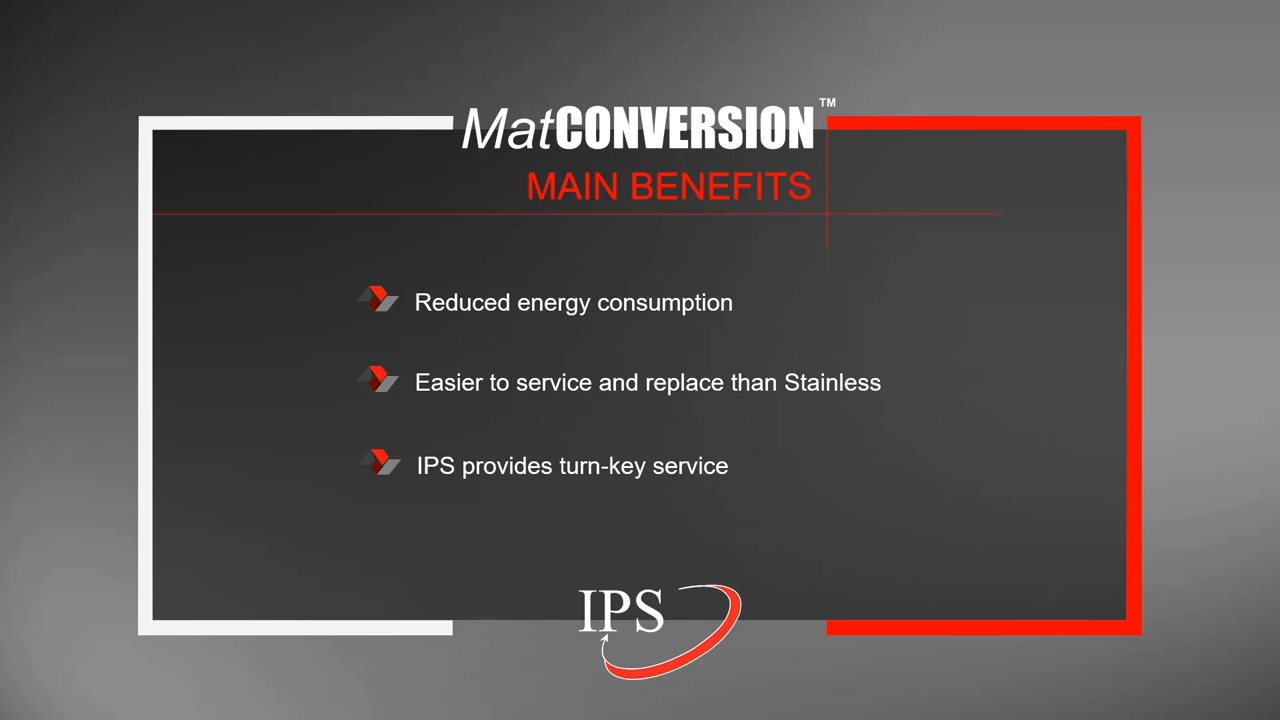 MatCONVERSION™
MAIN BENEFITS
Reduced energy consumption
Easier to service and replace than Stainless
IPS provides turn-key service
IPS